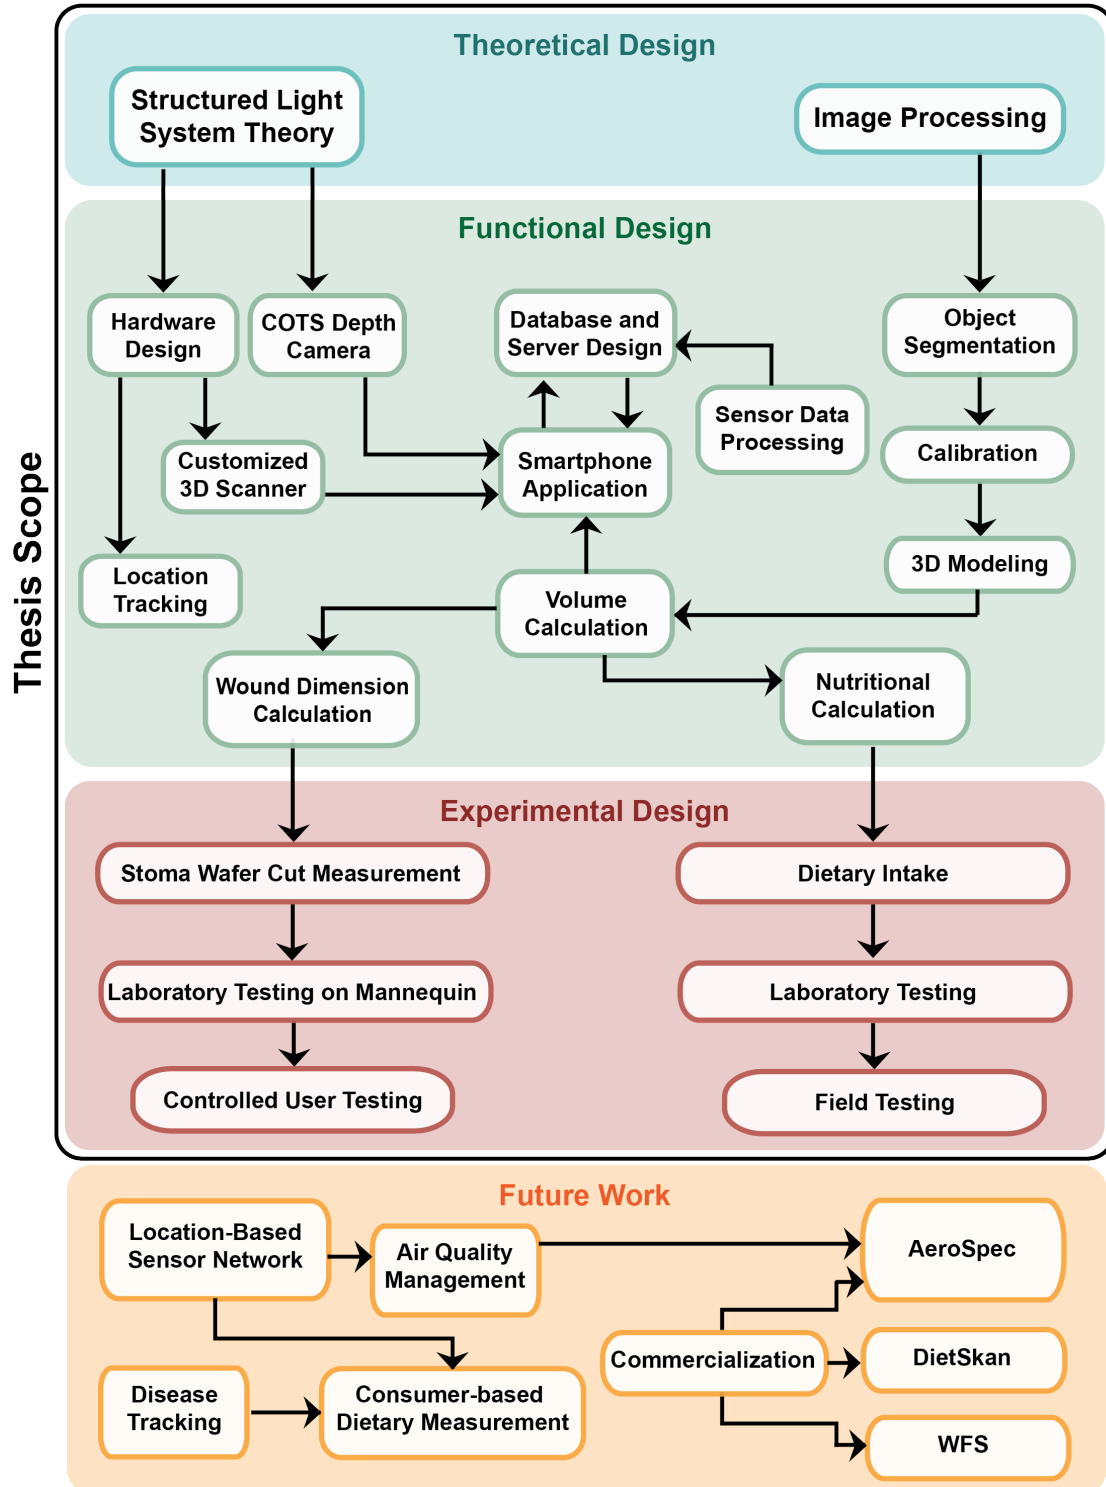 Thesis Scope
Theoretical Design
Structured Light
System Theory
Image Processing
Functional Design
Hardware
Design
COTS Depth
Camera
Database and
Server Design
Object
Segmentation
Sensor Data
Processing
Customized
3D Scanner
Smartphone
Application
Calibration
Location
Tracking
3D Modeling
Volume
Calculation
Wound Dimension
Calculation
Nutritional
Calculation
Experimental Design
Stoma Wafer Cut Measurement
Dietary Intake
Laboratory Testing on Mannequin
Laboratory Testing
Controlled User Testing
Field Testing
Future Work
Location-Based
Sensor Network
Air Quality
Management
AeroSpec
Commercialization
DietSkan
Disease
Tracking
Consumer-based
Dietary Measurement
WFS